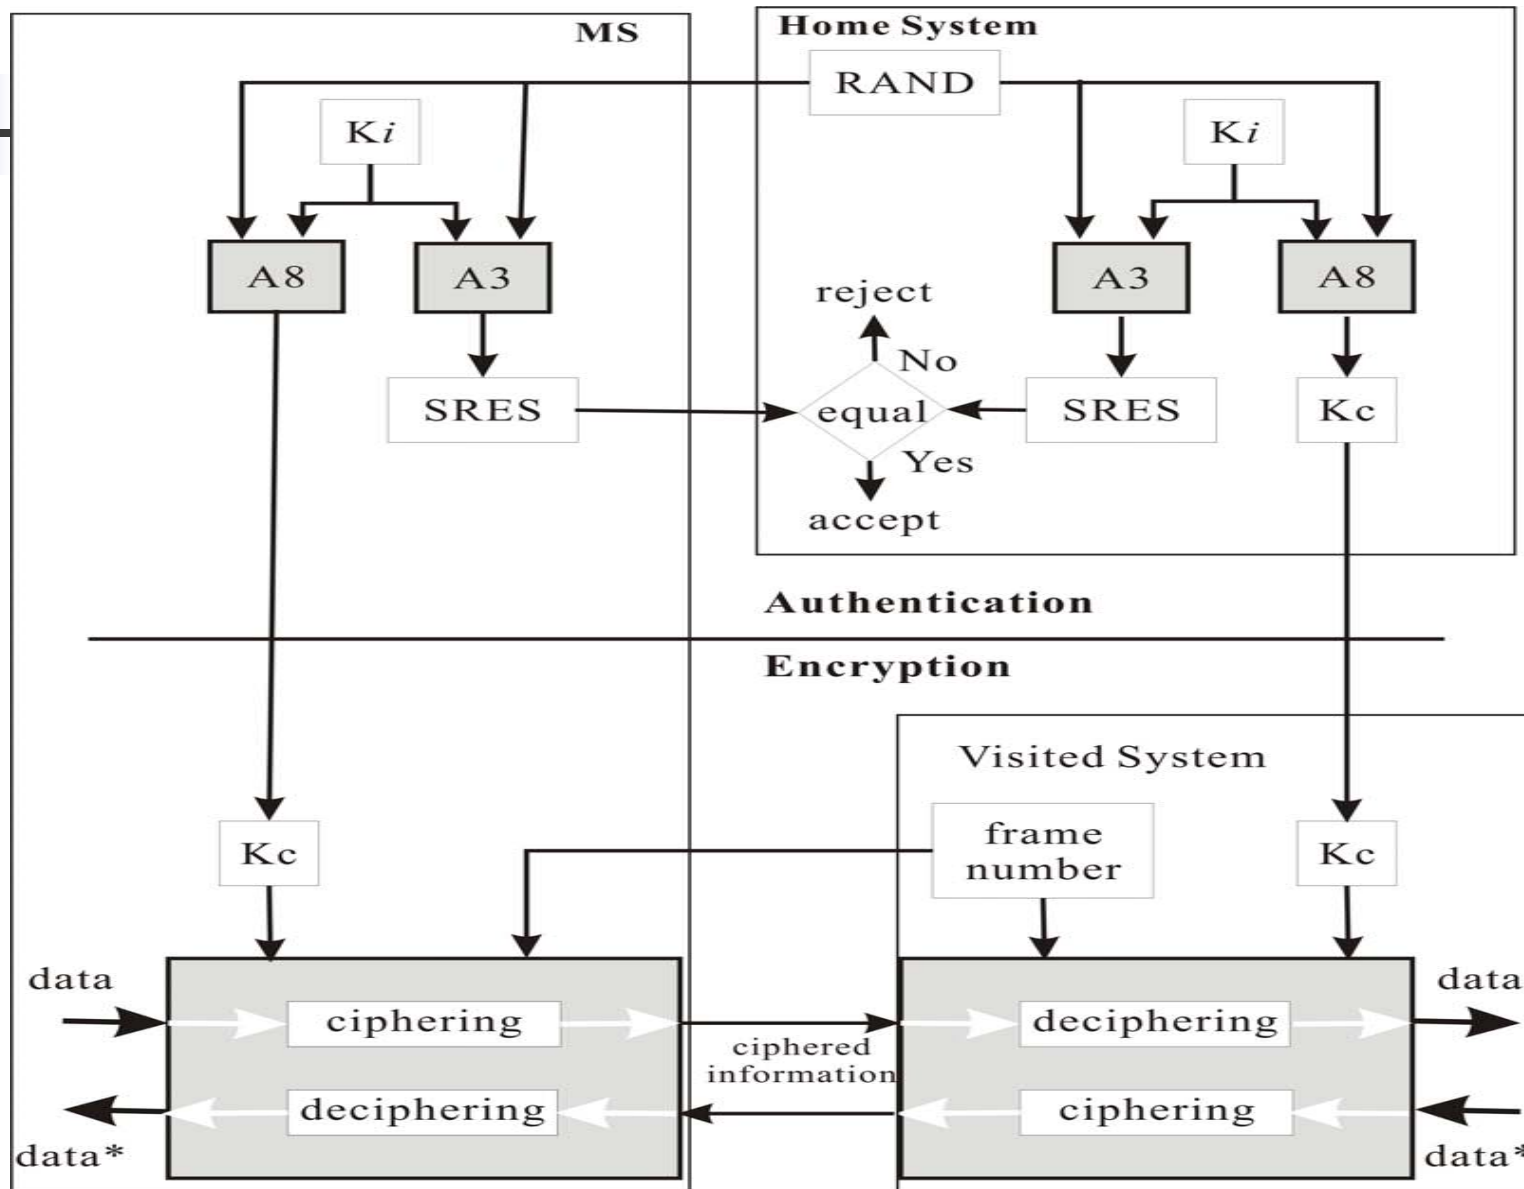 MS
Home System
RAND
Ki
Ki
A8
A3
A3
A8
reject
No
SRES
equal
SRES
Kc
Yes
accept
Authentication
Encryption
Visited System
frame
number
Kc
Kc
data
data
ciphering
deciphering
ciphered
information
deciphering
ciphering
data*
data*